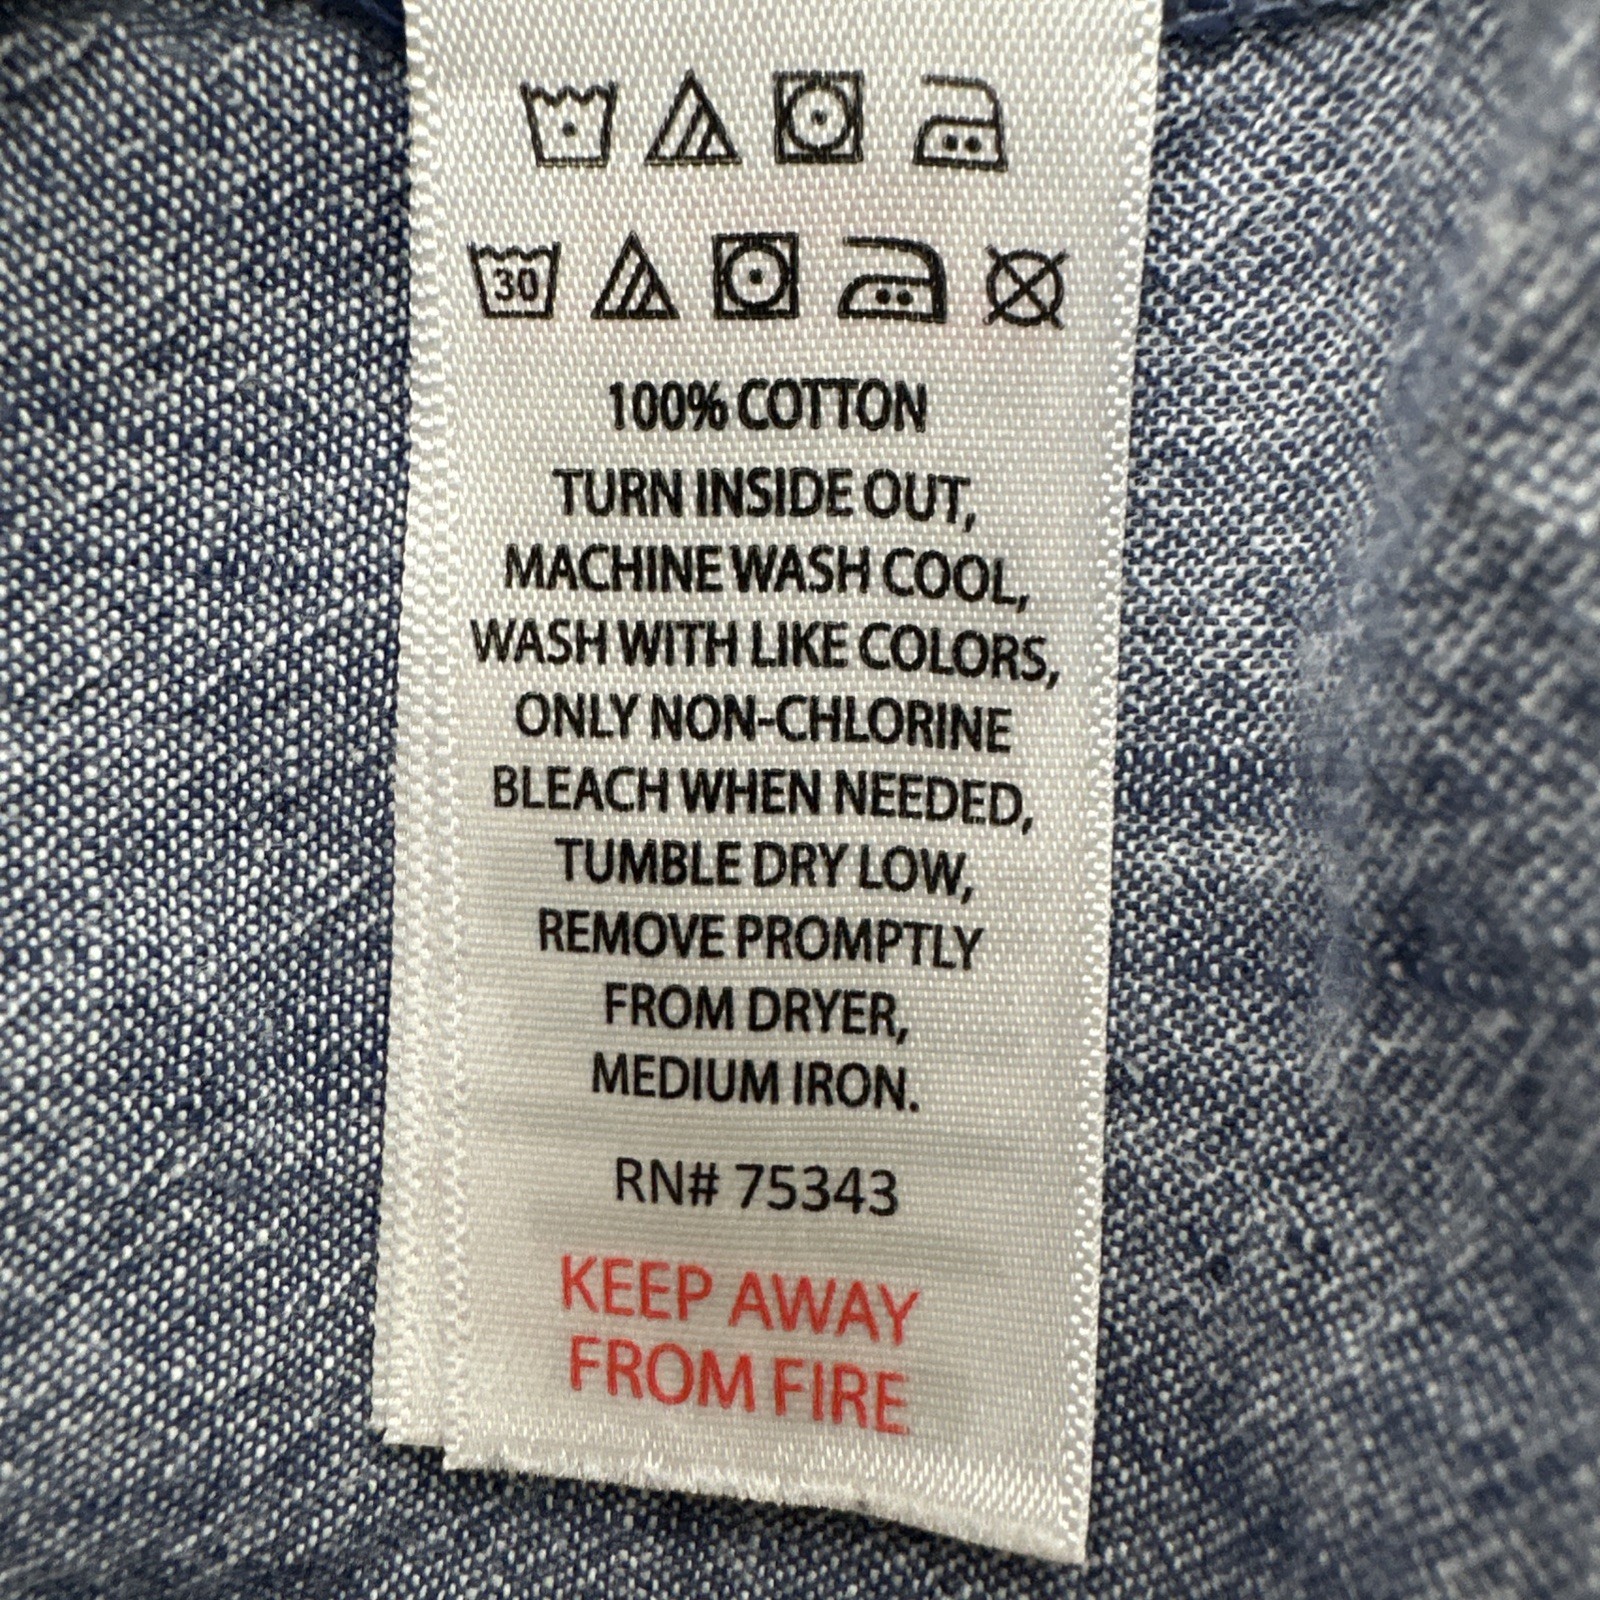 30
100% COTTON
TURN INSIDE OUT,
MACHINE WASH COOL,
WASH WITH LIKE COLORS,
ONLY NON-CHLORINE
BLEACH WHEN NEEDED,
TUMBLE DRY LOW,
REMOVE PROMPTLY
FROM DRYER,
MEDIUM IRON.
RN# 75343
KEEP AWAY
FROM FIRE